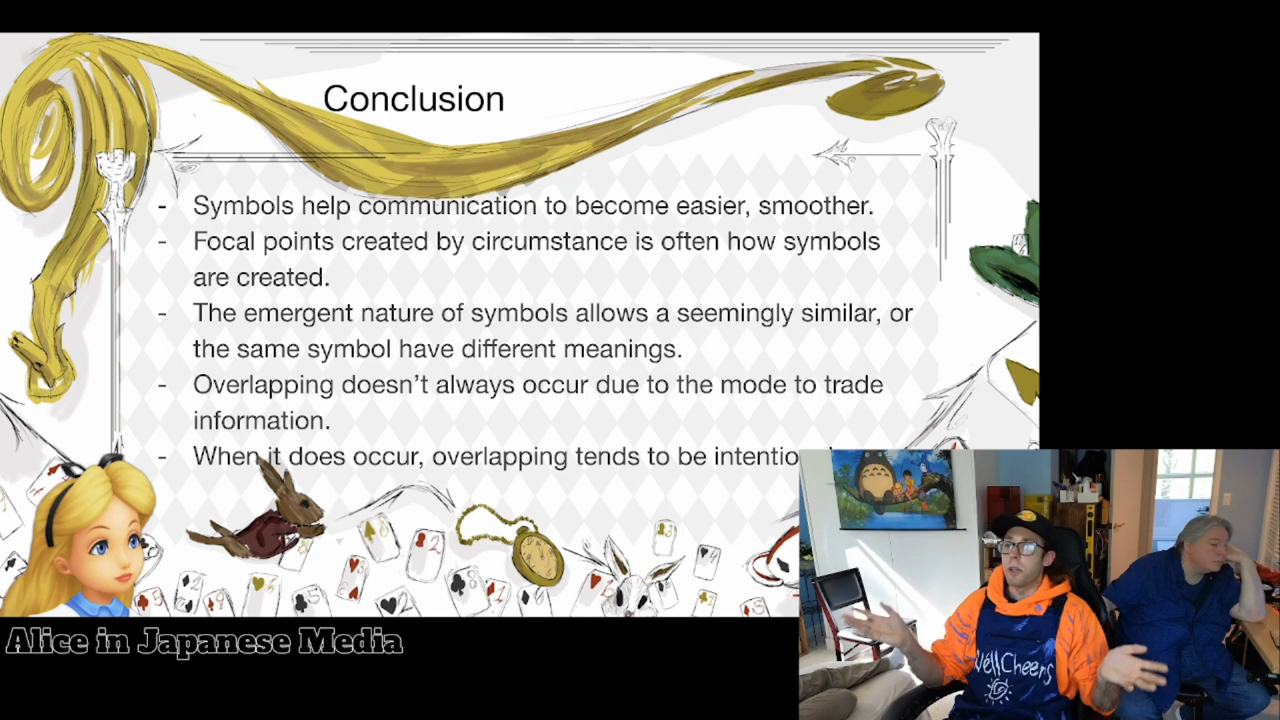 Conclusion
- Symbols help communication to become easier, smoother.
- Focal points created by circumstance is often how symbols
are created.
- The emergent nature of symbols allows a seemingly similar, or
the same symbol have different meanings.
- Overlapping doesn't always occur due to the mode to trade
information.
- When it does occur, overlapping tends to be
Alice in Japanese Media
WellCheers